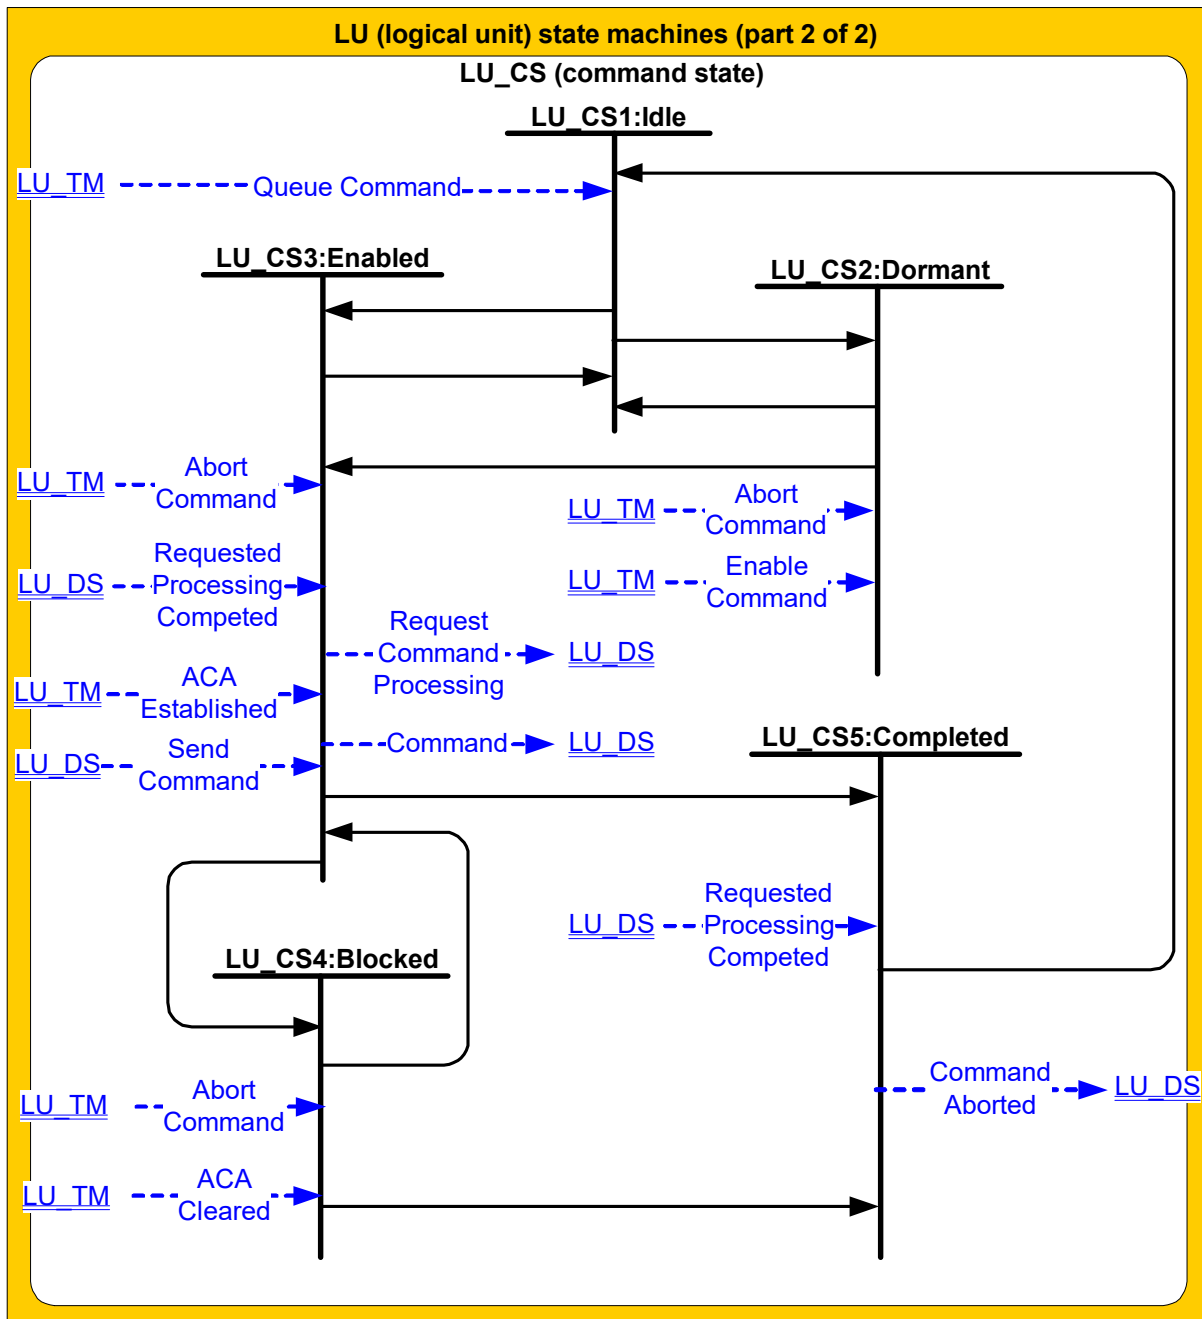 LU (logical unit) state machines (part 2 of 2)
LU_CS (command state)
LU_CS1:Idle
LU_TM
Queue Command
LU_CS3:Enabled
LU_CS2:Dormant
LU_TM
Abort
Command
LU_TM
Abort
Command
LU_DS
Requested
Processing
Competed
LU_TM
Enable
Command
Request
Command
Processing
LU_DS
LU_TM
ACA
Established
Command
LU_DS
LU_DS
Send
Command
LU_CS5:Completed
LU_DS
Requested
Processing
Competed
LU_CS4:Blocked
LU_TM
Abort
Command
Command
Aborted
LU_DS
LU_TM
ACA
Cleared